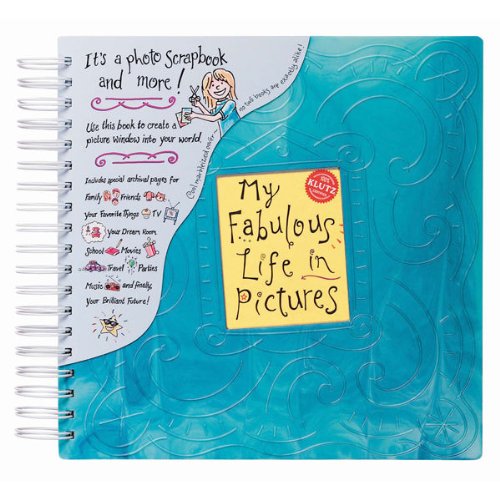 It's a photo Scrapbook
and more!
Use this book to create a
picture window into your world.
Includes special archival pages for
Family Friends
your Favorite Things TV
your Dream Room
School Movies
Travel Parties
Music and finally,
Your Brilliant Future!
Cool marbleized cover
no two books are exactly alike!
KLUTZ
My
Fabulous
Life in
Pictures